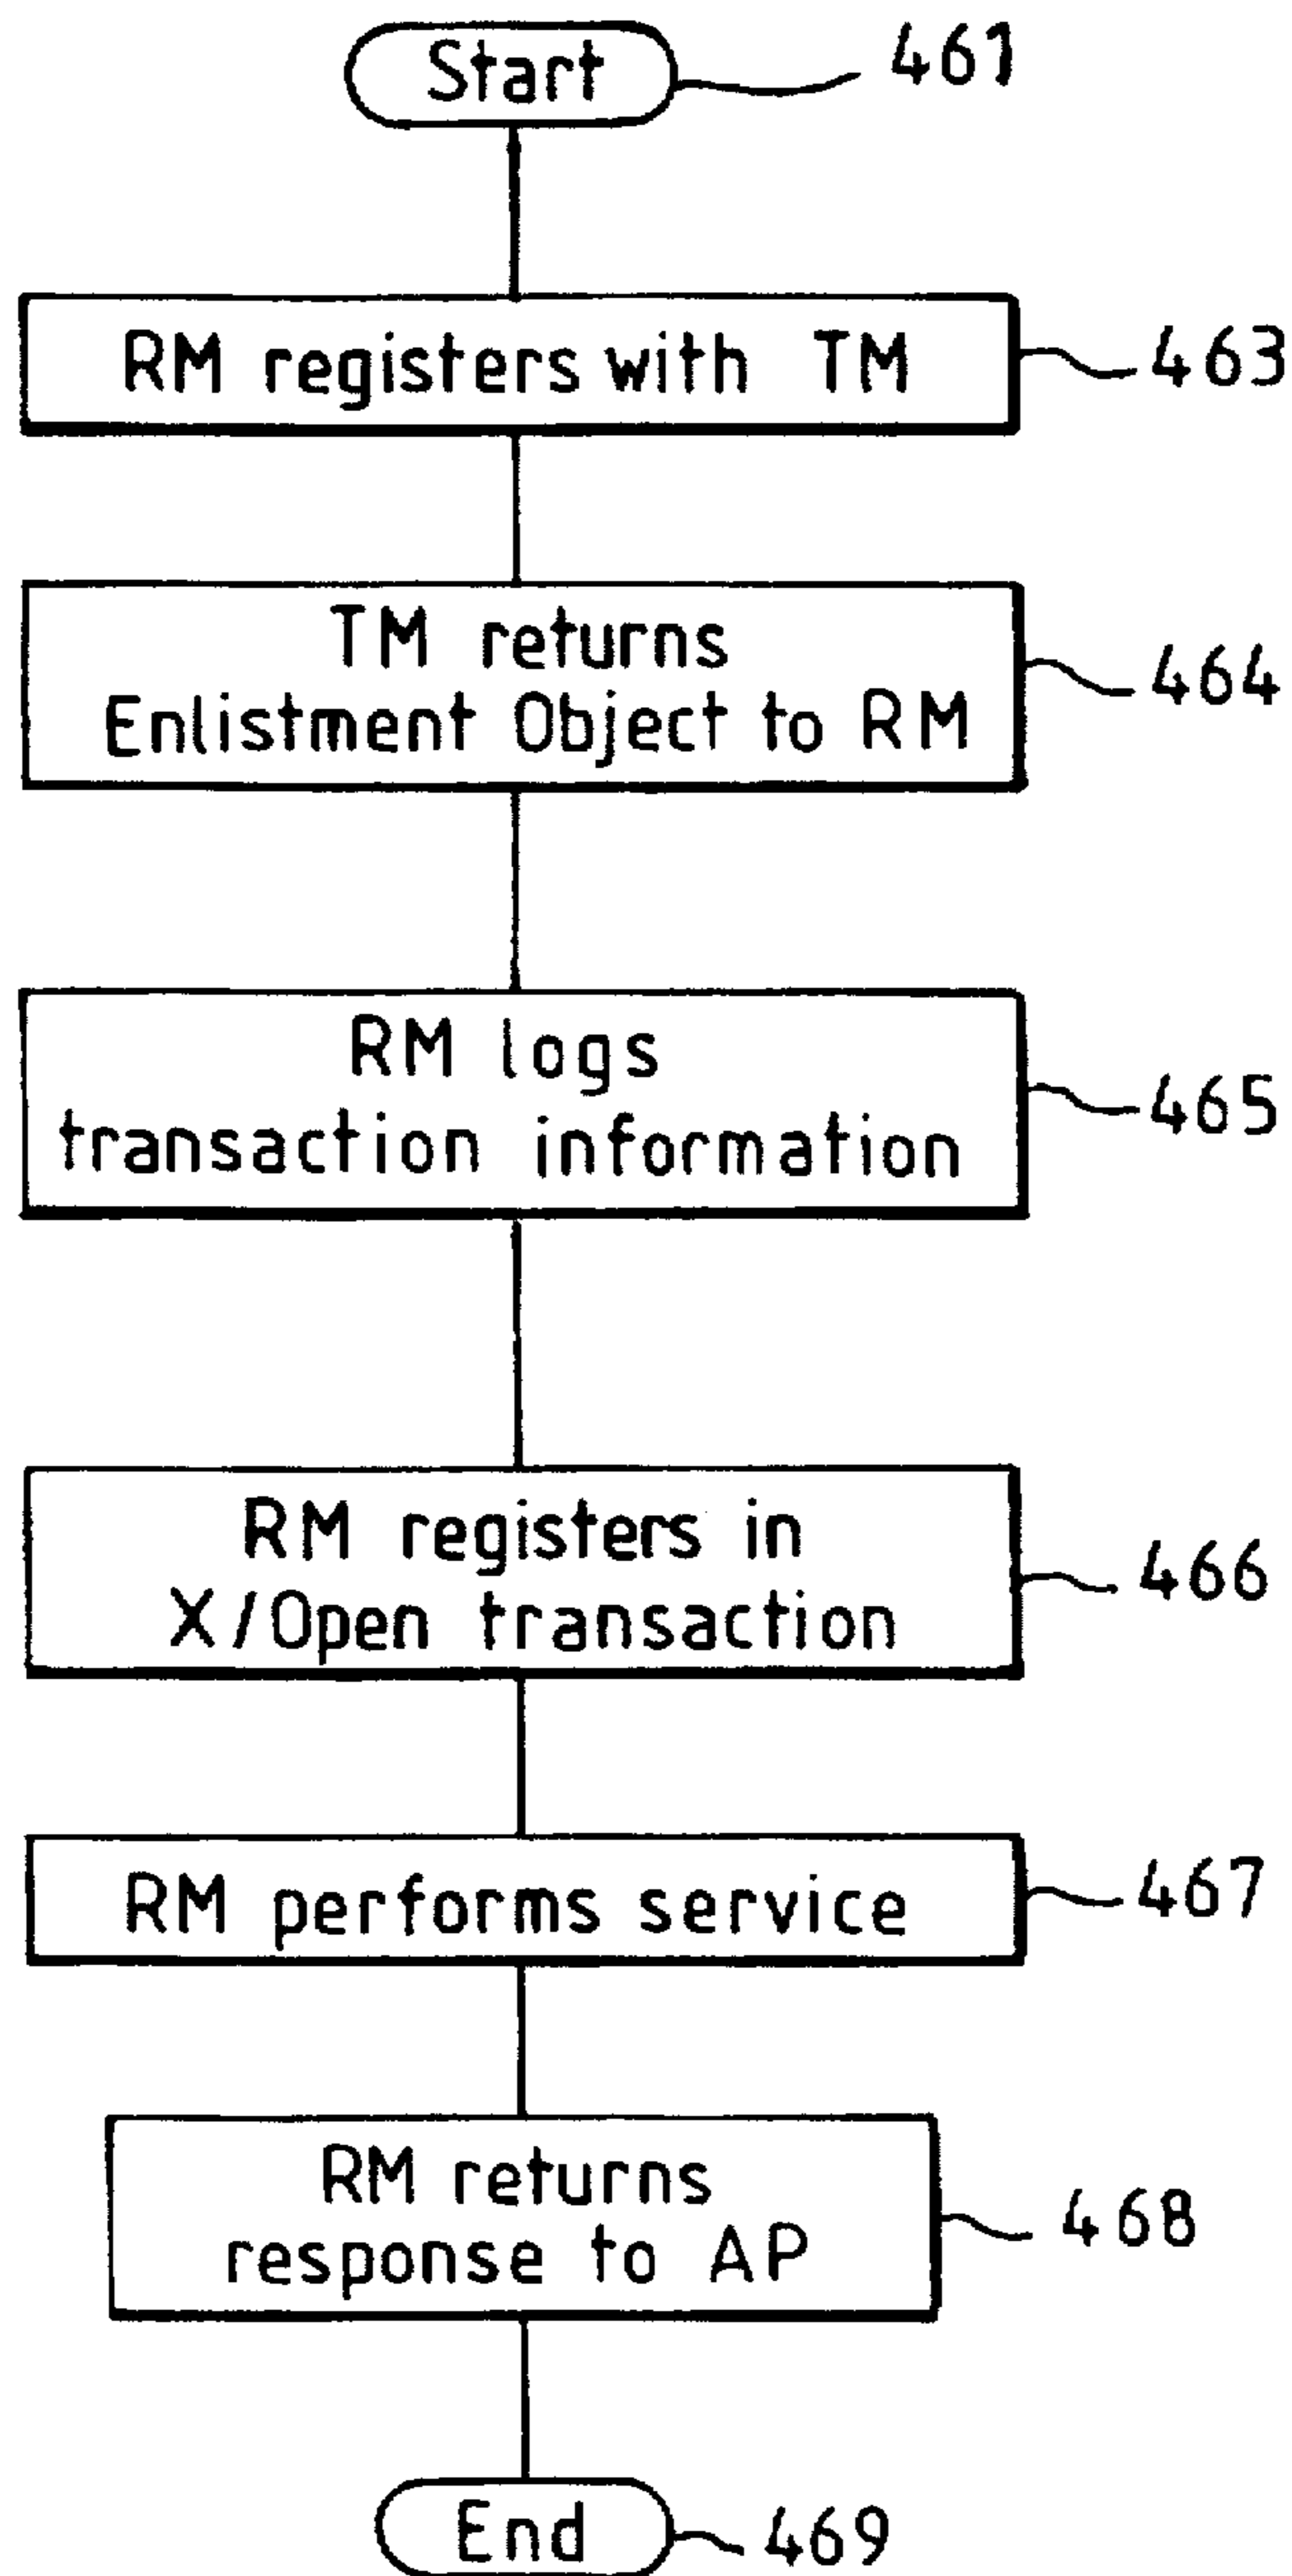 Start
461
RM registers with TM
463
TM returns
Enlistment Object to RM
464
RM logs
transaction information
465
RM registers in
X/Open transaction
466
RM performs service
467
RM returns
response to AP
468
End
469